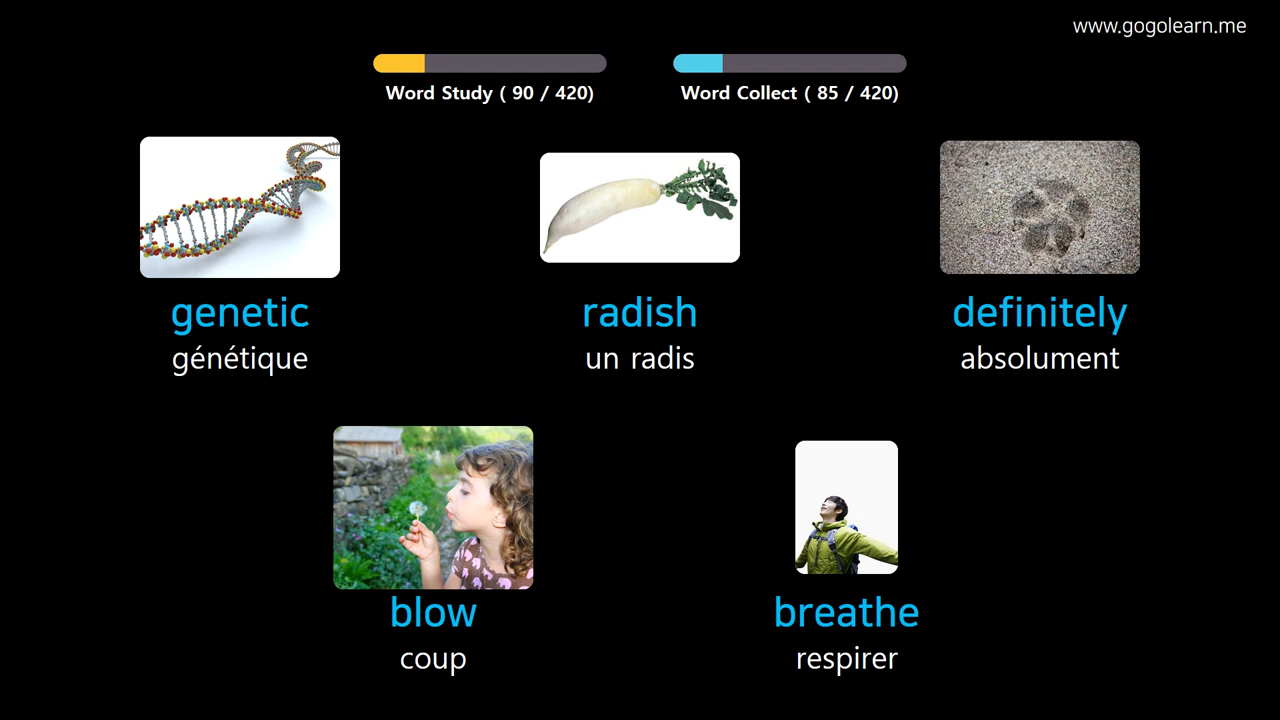 www.gogolearn.me
Word Study ( 90 / 420)
Word Collect ( 85 / 420)
genetic
génétique
radish
un radis
definitely
absolument
blow
coup
breathe
respirer